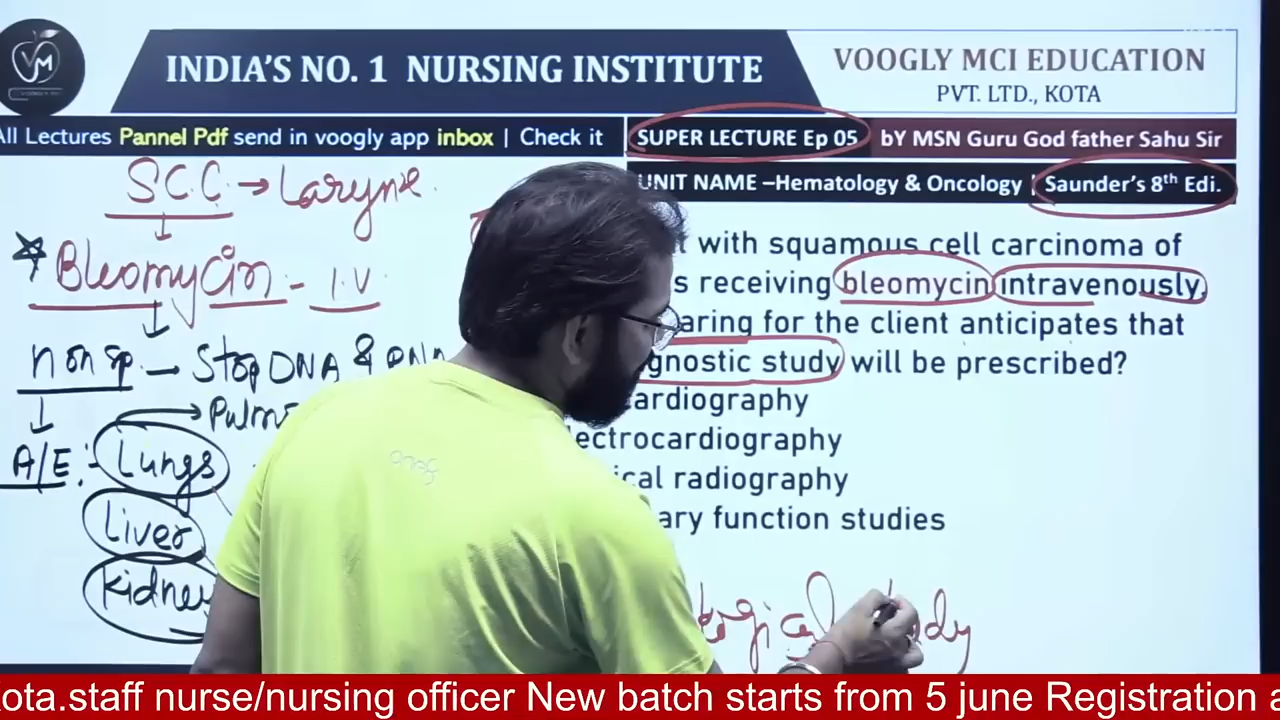 VM
INDIA'S NO. 1 NURSING INSTITUTE
VOOGLY MCI EDUCATION
PVT. LTD., KOTA
All Lectures Pannel Pdf send in voogly app inbox | Check it
SUPER LECTURE Ep 05
bY MSN Guru God father Sahu Sir
UNIT NAME –Hematology & Oncology | Saunder's 8th Edi.
S.C.C. → Larynx
Bleomycin - I.V
non sp. → Stop DNA &
A/E :- Lungs →
Liver
Kidney
with squamous cell carcinoma of
s receiving bleomycin intravenously.
aring for the client anticipates that
gnostic study will be prescribed?
ardiography
lectrocardiography
ical radiography
ary function studies
ota.staff nurse/nursing officer New batch starts from 5 june Registration a